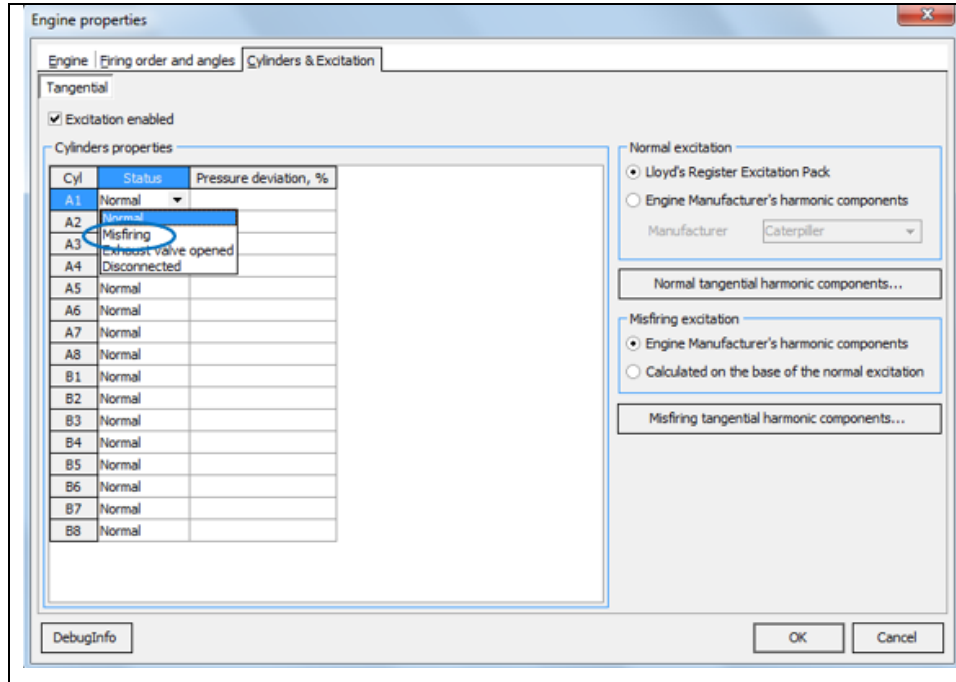 Engine properties
Engine Firing order and angles Cylinders & Excitation
Tangential
Excitation enabled
Cylinders properties
Cyl Status Pressure deviation, %
A1 Normal
A2 Normal
A3 Misfiring
Exhaust valve opened
A4 Disconnected
A5 Normal
A6 Normal
A7 Normal
A8 Normal
B1 Normal
B2 Normal
B3 Normal
B4 Normal
B5 Normal
B6 Normal
B7 Normal
B8 Normal
Normal excitation
Lloyd's Register Excitation Pack
Engine Manufacturer's harmonic components
Manufacturer Caterpiller
Normal tangential harmonic components...
Misfiring excitation
Engine Manufacturer's harmonic components
Calculated on the base of the normal excitation
Misfiring tangential harmonic components...
DebugInfo OK Cancel